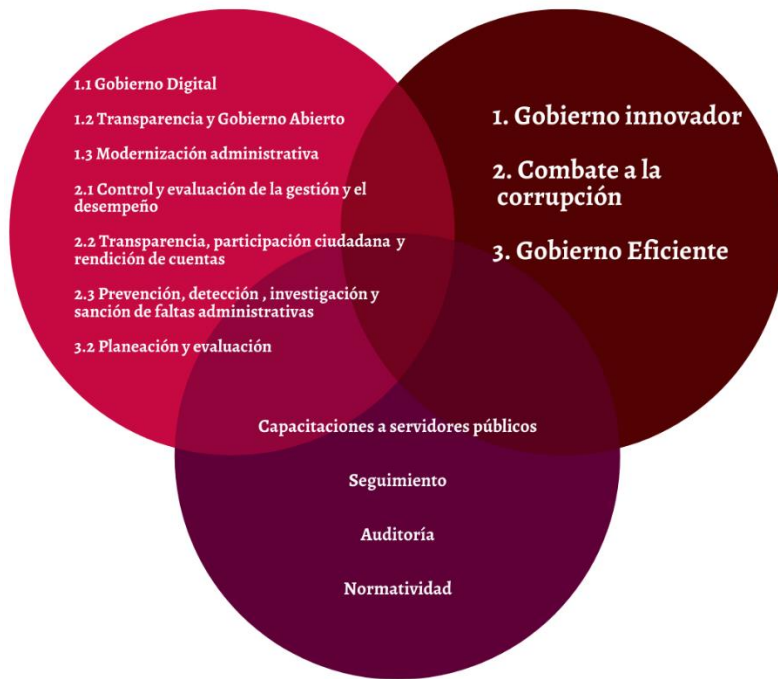 1.1 Gobierno Digital
1.2 Transparencia y Gobierno Abierto
1.3 Modernización administrativa
2.1 Control y evaluación de la gestión y el
desempeño
2.2 Transparencia, participación ciudadana y
rendición de cuentas
2.3 Prevención, detección , investigación y
sanción de faltas administrativas
3.2 Planeación y evaluación
1. Gobierno innovador
2. Combate a la
corrupción
3. Gobierno Eficiente
Capacitaciones a servidores públicos
Seguimiento
Auditoría
Normatividad